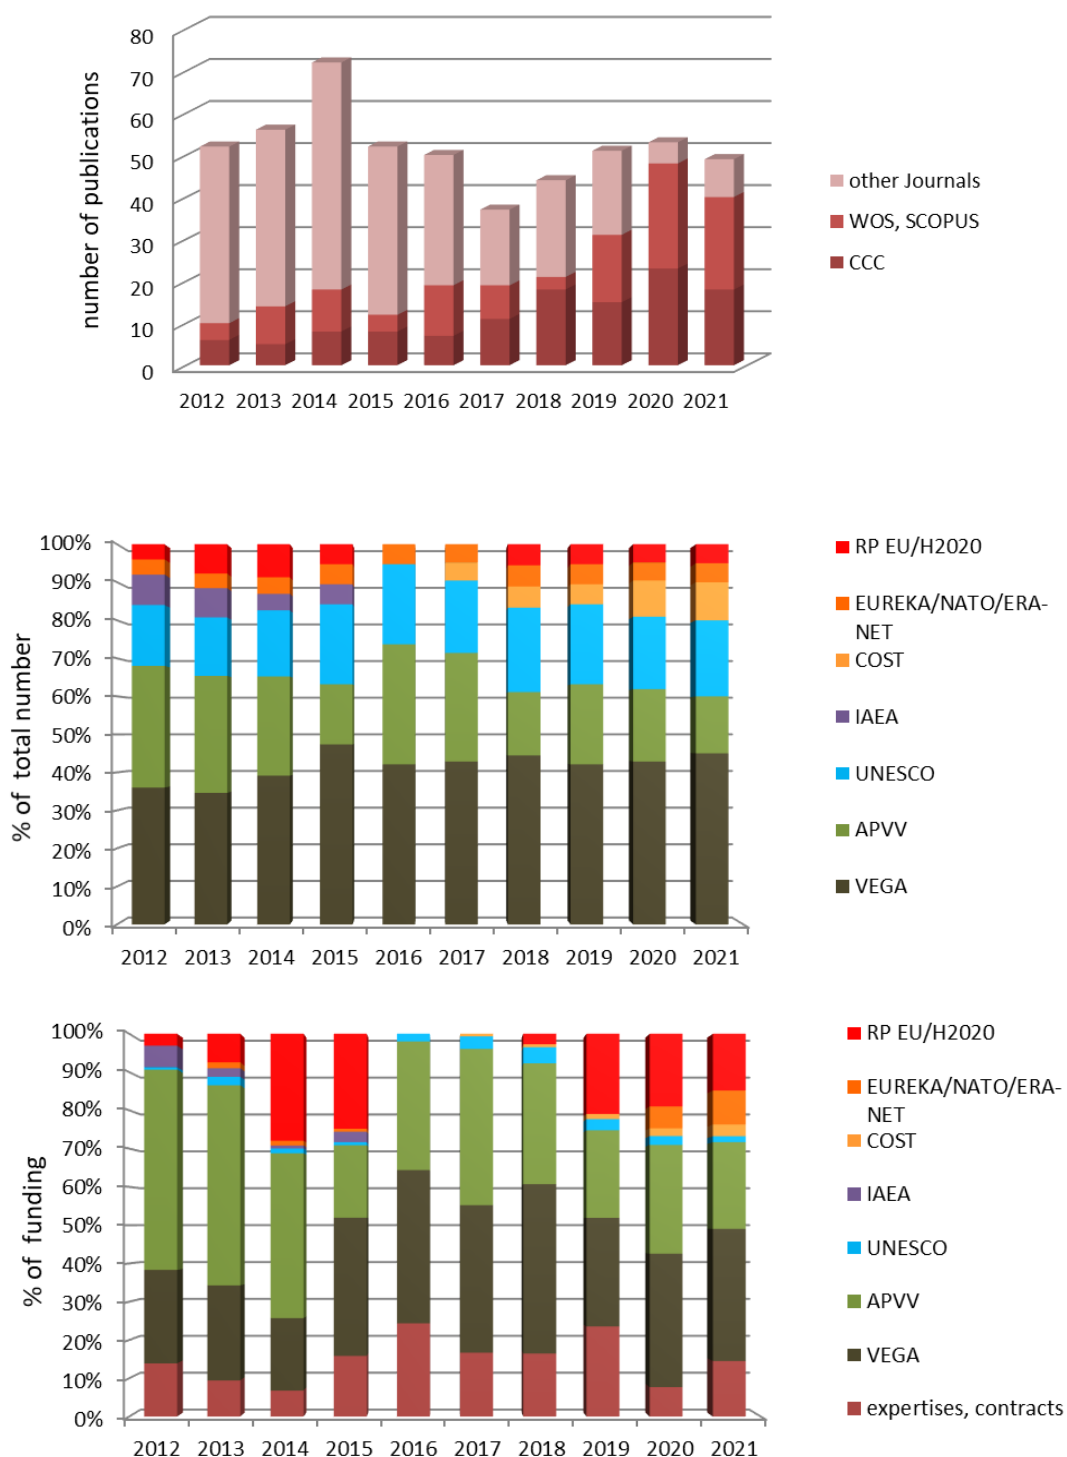 number of publications
80
70
60
50
40
30
20
10
0
2012 2013 2014 2015 2016 2017 2018 2019 2020 2021
other Journals
WOS, SCOPUS
CCC
% of total number
100%
90%
80%
70%
60%
50%
40%
30%
20%
10%
0%
2012 2013 2014 2015 2016 2017 2018 2019 2020 2021
RP EU/H2020
EUREKA/NATO/ERA-
NET
COST
IAEA
UNESCO
APVV
VEGA
% of funding
100%
90%
80%
70%
60%
50%
40%
30%
20%
10%
0%
2012 2013 2014 2015 2016 2017 2018 2019 2020 2021
RP EU/H2020
EUREKA/NATO/ERA-
NET
COST
IAEA
UNESCO
APVV
VEGA
expertises, contracts